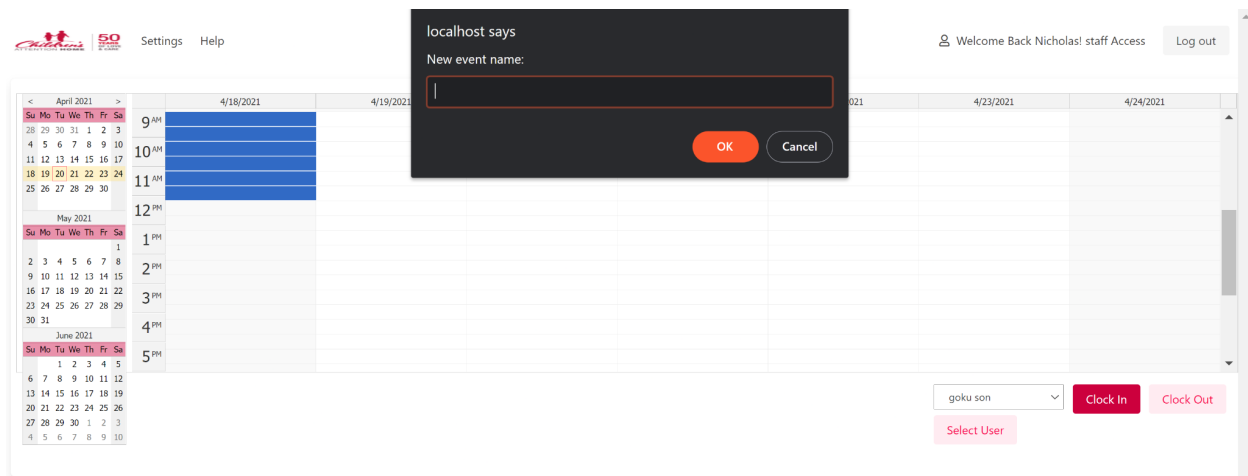 Children's
ATTENTION HOME
50
YEARS
OF LOVE
& CARE
Settings Help
localhost says
New event name:
OK Cancel
Welcome Back Nicholas! staff Access Log out
4/18/2021 4/19/2021 021 4/23/2021 4/24/2021
< April 2021 >
Su Mo Tu We Th Fr Sa
28 29 30 31 1 2 3
4 5 6 7 8 9 10
11 12 13 14 15 16 17
18 19 20 21 22 23 24
25 26 27 28 29 30
May 2021
Su Mo Tu We Th Fr Sa
1
2 3 4 5 6 7 8
9 10 11 12 13 14 15
16 17 18 19 20 21 22
23 24 25 26 27 28 29
30 31
June 2021
Su Mo Tu We Th Fr Sa
1 2 3 4 5
6 7 8 9 10 11 12
13 14 15 16 17 18 19
20 21 22 23 24 25 26
27 28 29 30 1 2 3
4 5 6 7 8 9 10
9 AM
10 AM
11 AM
12 PM
1 PM
2 PM
3 PM
4 PM
5 PM
goku son Clock In Clock Out
Select User